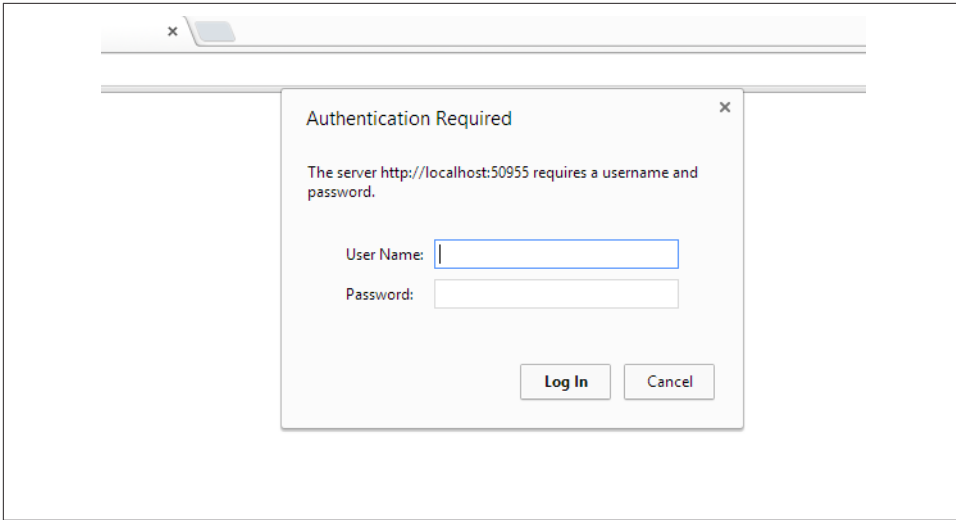 Authentication Required
The server http://localhost:50955 requires a username and
password.
User Name:
Password:
Log In
Cancel